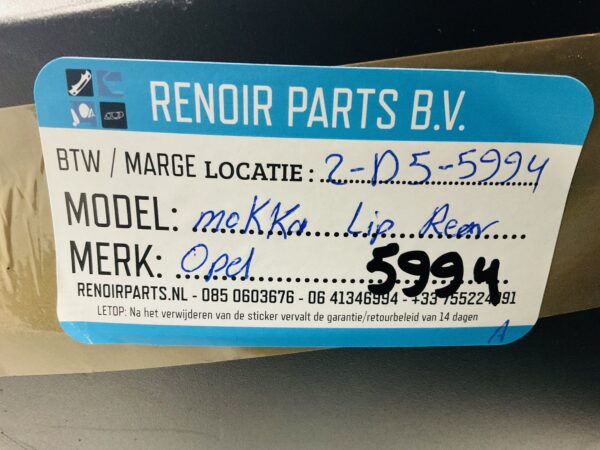 RENOIR PARTS B.V.
BTW / MARGE LOCATIE : 2-D5-5994
MODEL: moKKa Lip Rear
MERK: Opel 5994
RENOIRPARTS.NL - 085 0603676 - 06 41346994 - +33 755224991
LETOP: Na het verwijderen van de sticker vervalt de garantie/retourbeleid van 14 dagen
A